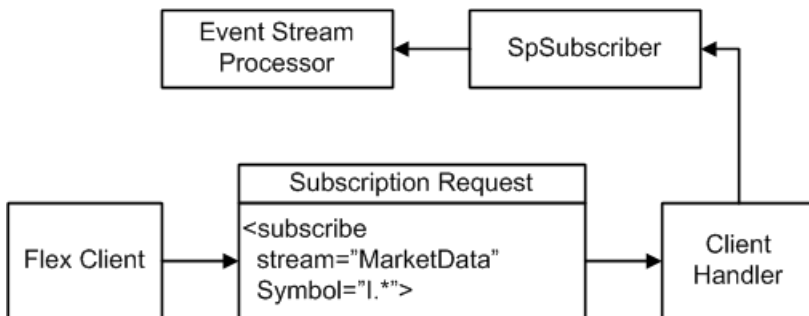 Event Stream
Processor
SpSubscriber
Subscription Request
Flex Client
<subscribe
stream=”MarketData”
Symbol=”I.*”>
Client
Handler